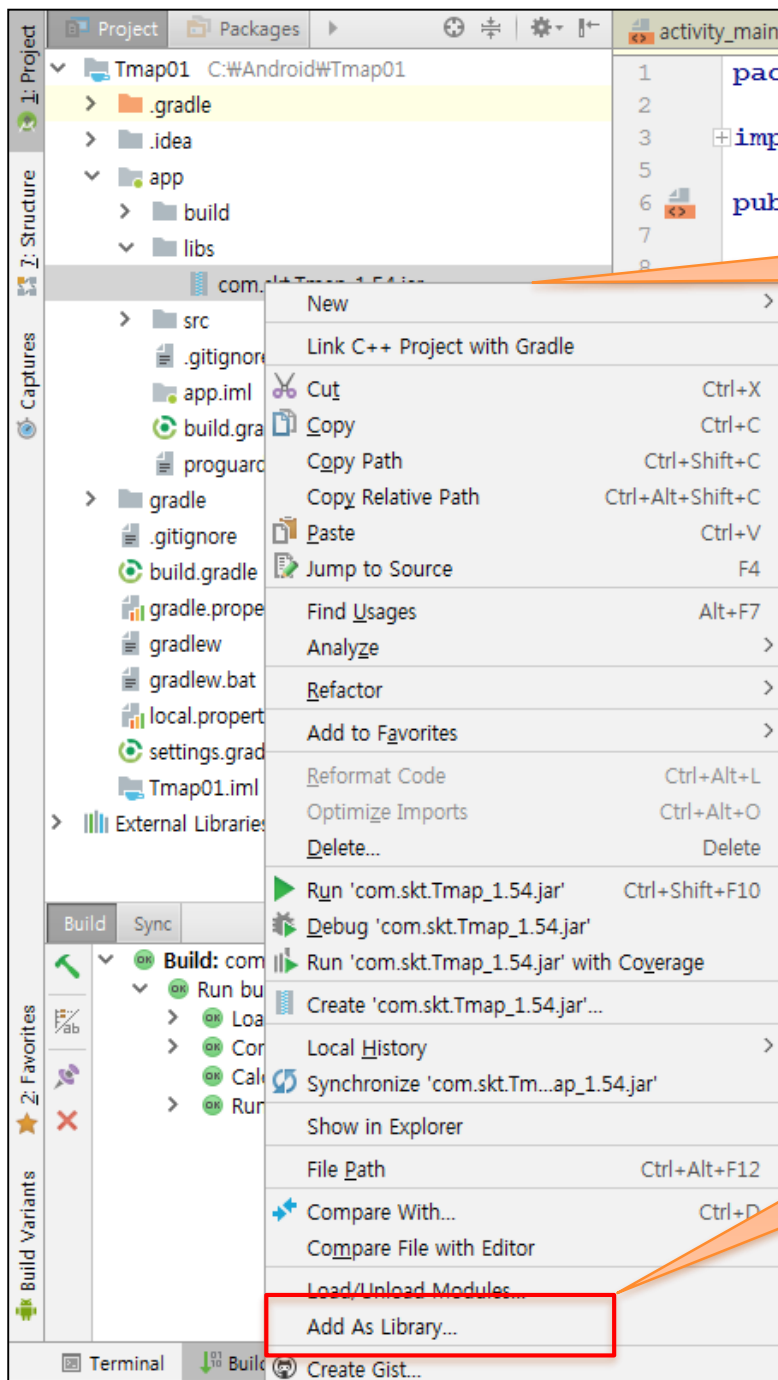 1: Project
7: Structure
Captures
2: Favorites
Build Variants
Project Packages
activity_main
Tmap01 C:₩Android₩Tmap01
.gradle
.idea
app
build
libs
com.skt.Tmap_1.54.jar
src
.gitignore
app.iml
build.gra
proguard
gradle
.gitignore
build.gradle
gradle.prope
gradlew
gradlew.bat
local.propert
settings.grad
Tmap01.iml
External Libraries
1 pac
2
3 imp
5
6 pub
7
8
New
Link C++ Project with Gradle
Cut Ctrl+X
Copy Ctrl+C
Copy Path Ctrl+Shift+C
Copy Relative Path Ctrl+Alt+Shift+C
Paste Ctrl+V
Jump to Source F4
Find Usages Alt+F7
Analyze
Refactor
Add to Favorites
Reformat Code Ctrl+Alt+L
Optimize Imports Ctrl+Alt+O
Delete... Delete
Run 'com.skt.Tmap_1.54.jar' Ctrl+Shift+F10
Debug 'com.skt.Tmap_1.54.jar'
Run 'com.skt.Tmap_1.54.jar' with Coverage
Create 'com.skt.Tmap_1.54.jar'...
Local History
Synchronize 'com.skt.Tm...ap_1.54.jar'
Show in Explorer
File Path Ctrl+Alt+F12
Compare With... Ctrl+D
Compare File with Editor
Load/Unload Modules...
Add As Library...
Create Gist...
Build Sync
Build: com
Run bu
Loa
Cor
Calc
Run
Terminal Build